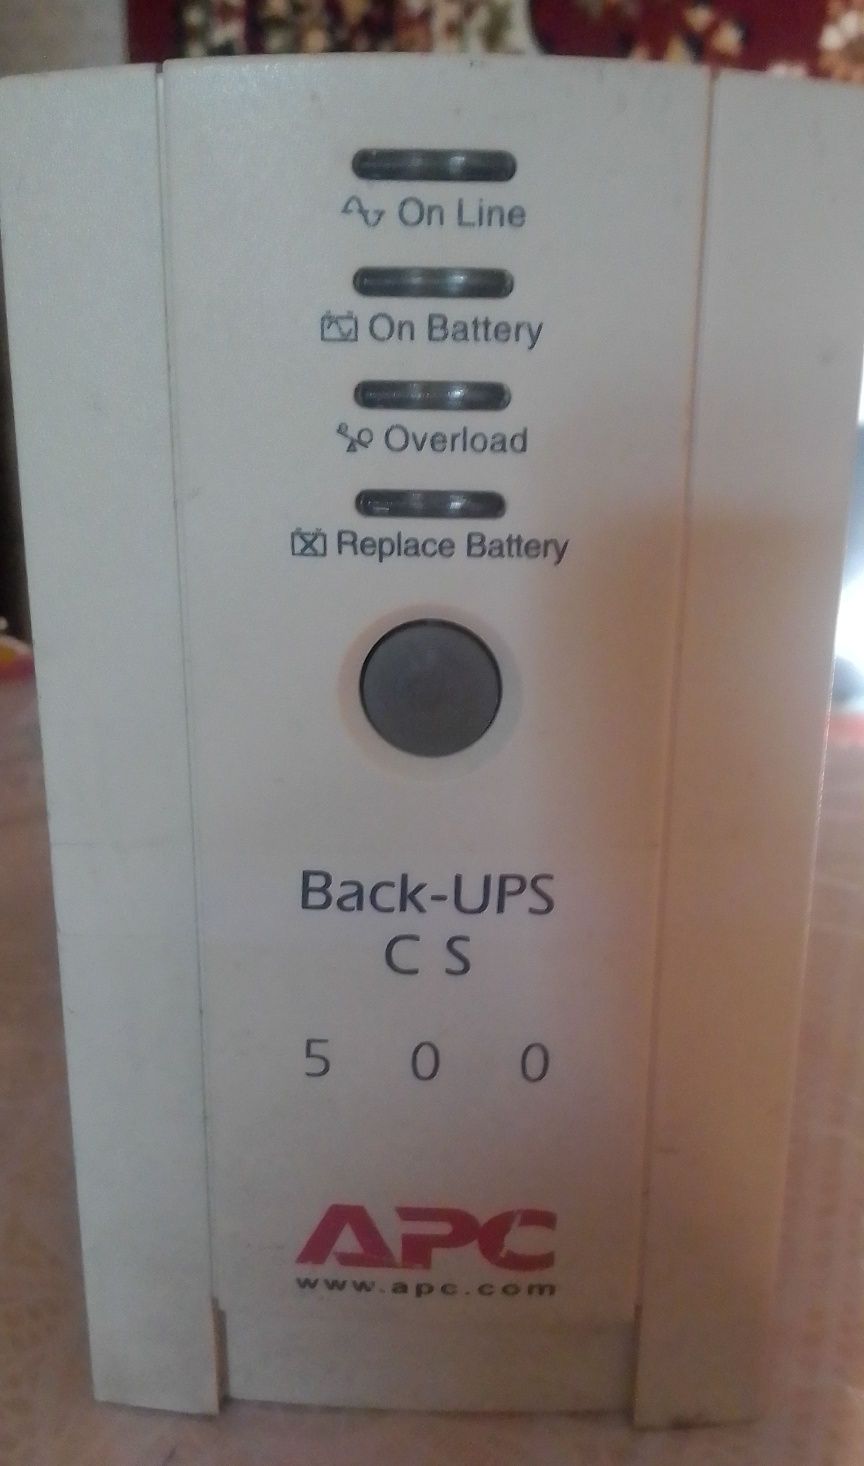 On Line
On Battery
Overload
Replace Battery
Back-UPS
C S
5 0 0
APC
www.apc.com